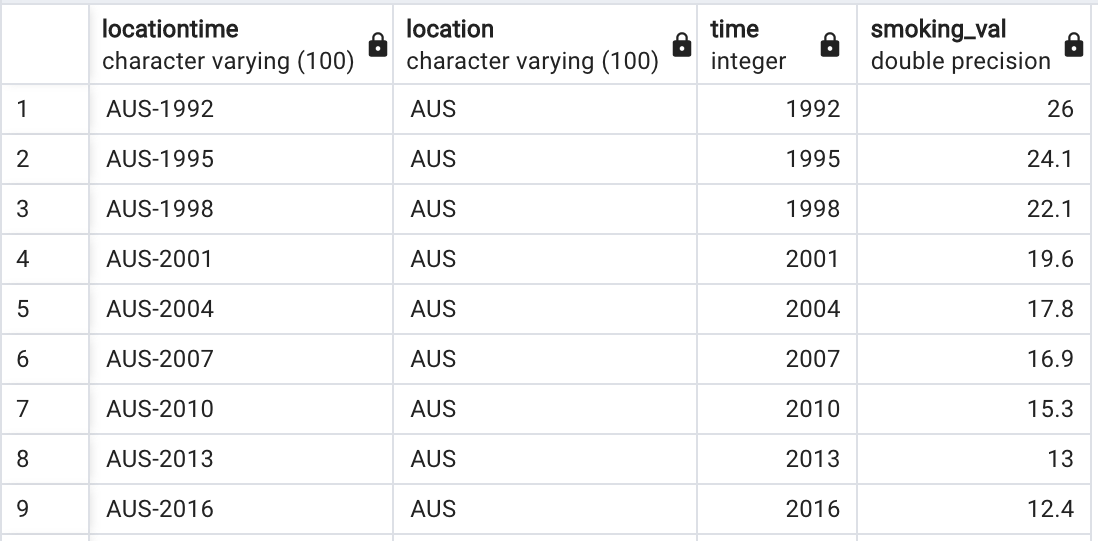 locationtime location time smoking_val
character varying (100) character varying (100) integer double precision
1 AUS-1992 AUS 1992 26
2 AUS-1995 AUS 1995 24.1
3 AUS-1998 AUS 1998 22.1
4 AUS-2001 AUS 2001 19.6
5 AUS-2004 AUS 2004 17.8
6 AUS-2007 AUS 2007 16.9
7 AUS-2010 AUS 2010 15.3
8 AUS-2013 AUS 2013 13
9 AUS-2016 AUS 2016 12.4